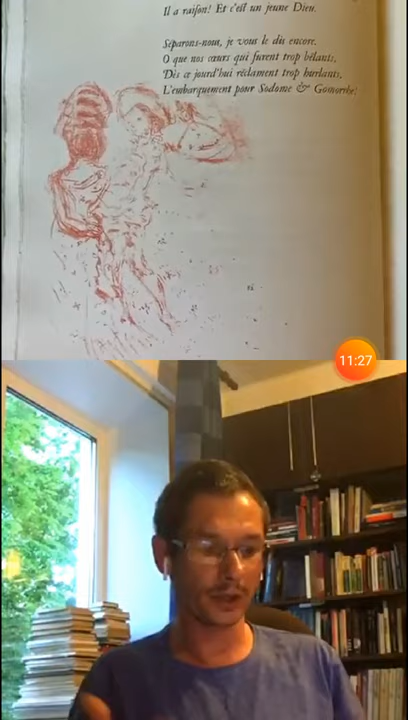 Il a raiſon! Et c'eſt un jeune Dieu.
Séparons-nous, je vous le dis encore.
O que nos cœurs qui furent trop bêlants,
Dès ce jourd'hui réclament trop hurrlants,
L'embarquement pour Sodome & Gomorrhe!
11:27